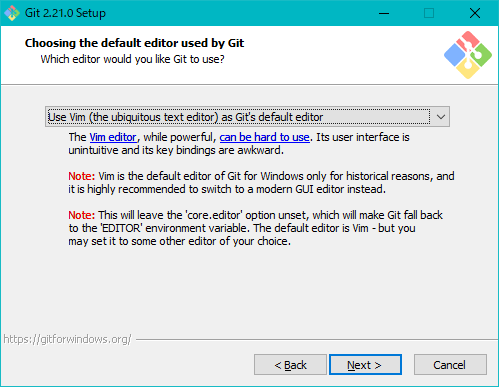 Git 2.21.0 Setup
Choosing the default editor used by Git
Which editor would you like Git to use?
Use Vim (the ubiquitous text editor) as Git's default editor
The Vim editor, while powerful, can be hard to use. Its user interface is
unintuitive and its key bindings are awkward.
Note: Vim is the default editor of Git for Windows only for historical reasons, and
it is highly recommended to switch to a modern GUI editor instead.
Note: This will leave the 'core.editor' option unset, which will make Git fall back
to the 'EDITOR' environment variable. The default editor is Vim - but you
may set it to some other editor of your choice.
https://gitforwindows.org/
< Back
Next >
Cancel